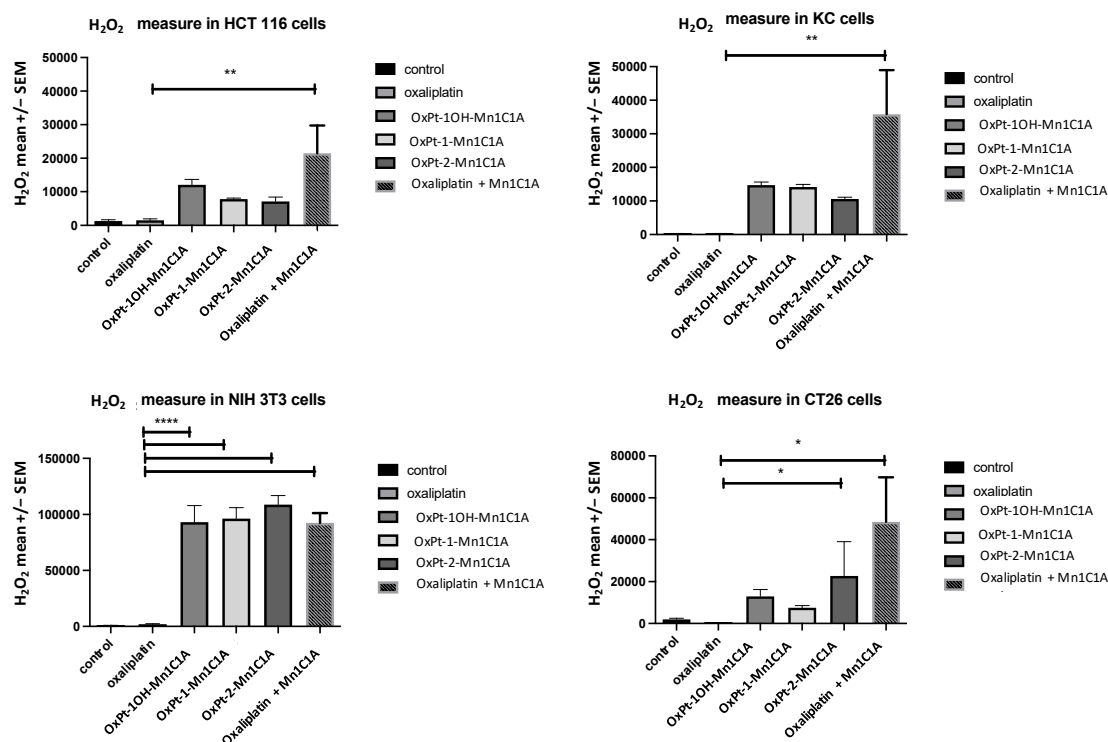 H₂O₂ measure in HCT 116 cells
H₂O₂ mean +/− SEM
50000
40000
30000
20000
10000
0
**
control
oxaliplatin
OxPt-1OH-Mn1C1A
OxPt-1-Mn1C1A
OxPt-2-Mn1C1A
Oxaliplatin + Mn1C1A
control
oxaliplatin
OxPt-1OH-Mn1C1A
OxPt-1-Mn1C1A
OxPt-2-Mn1C1A
Oxaliplatin + Mn1C1A
H₂O₂ measure in KC cells
H₂O₂ mean +/− SEM
50000
40000
30000
20000
10000
0
**
control
oxaliplatin
OxPt-1OH-Mn1C1A
OxPt-1-Mn1C1A
OxPt-2-Mn1C1A
Oxaliplatin + Mn1C1A
control
oxaliplatin
OxPt-1OH-Mn1C1A
OxPt-1-Mn1C1A
OxPt-2-Mn1C1A
Oxaliplatin + Mn1C1A
H₂O₂ measure in NIH 3T3 cells
H₂O₂ mean +/− SEM
150000
100000
50000
0
****
control
oxaliplatin
OxPt-1OH-Mn1C1A
OxPt-1-Mn1C1A
OxPt-2-Mn1C1A
Oxaliplatin + Mn1C1A
control
oxaliplatin
OxPt-1OH-Mn1C1A
OxPt-1-Mn1C1A
OxPt-2-Mn1C1A
Oxaliplatin + Mn1C1A
H₂O₂ measure in CT26 cells
H₂O₂ mean +/− SEM
80000
60000
40000
20000
0
*
*
control
oxaliplatin
OxPt-1OH-Mn1C1A
OxPt-1-Mn1C1A
OxPt-2-Mn1C1A
Oxaliplatin + Mn1C1A
control
oxaliplatin
OxPt-1OH-Mn1C1A
OxPt-1-Mn1C1A
OxPt-2-Mn1C1A
Oxaliplatin + Mn1C1A